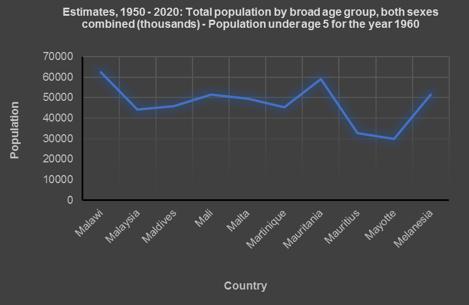 Estimates, 1950 - 2020: Total population by broad age group, both sexes
combined (thousands) - Population under age 5 for the year 1960
70000
60000
50000
40000
30000
20000
10000
0
Population
Malawi
Malaysia
Maldives
Mali
Malta
Martinique
Mauritania
Mauritius
Mayotte
Melanesia
Country